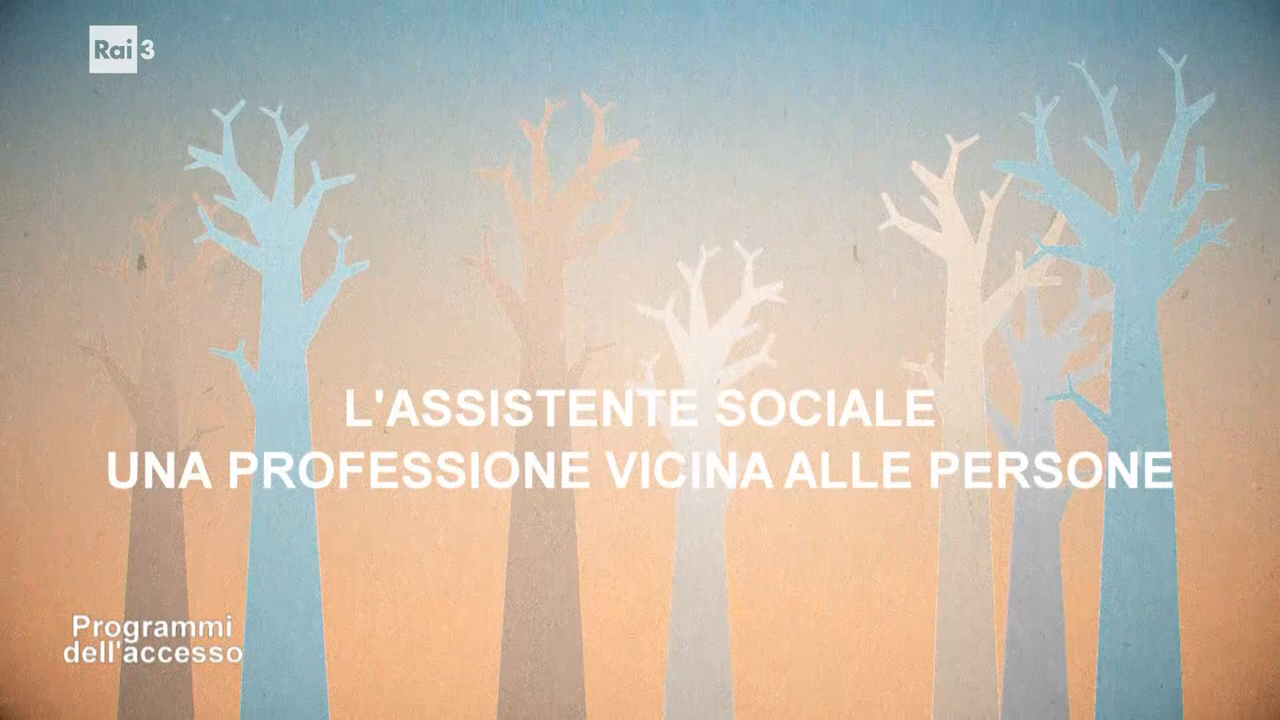 Rai 3
L'ASSISTENTE SOCIALE
UNA PROFESSIONE VICINA ALLE PERSONE
Programmi
dell'accesso